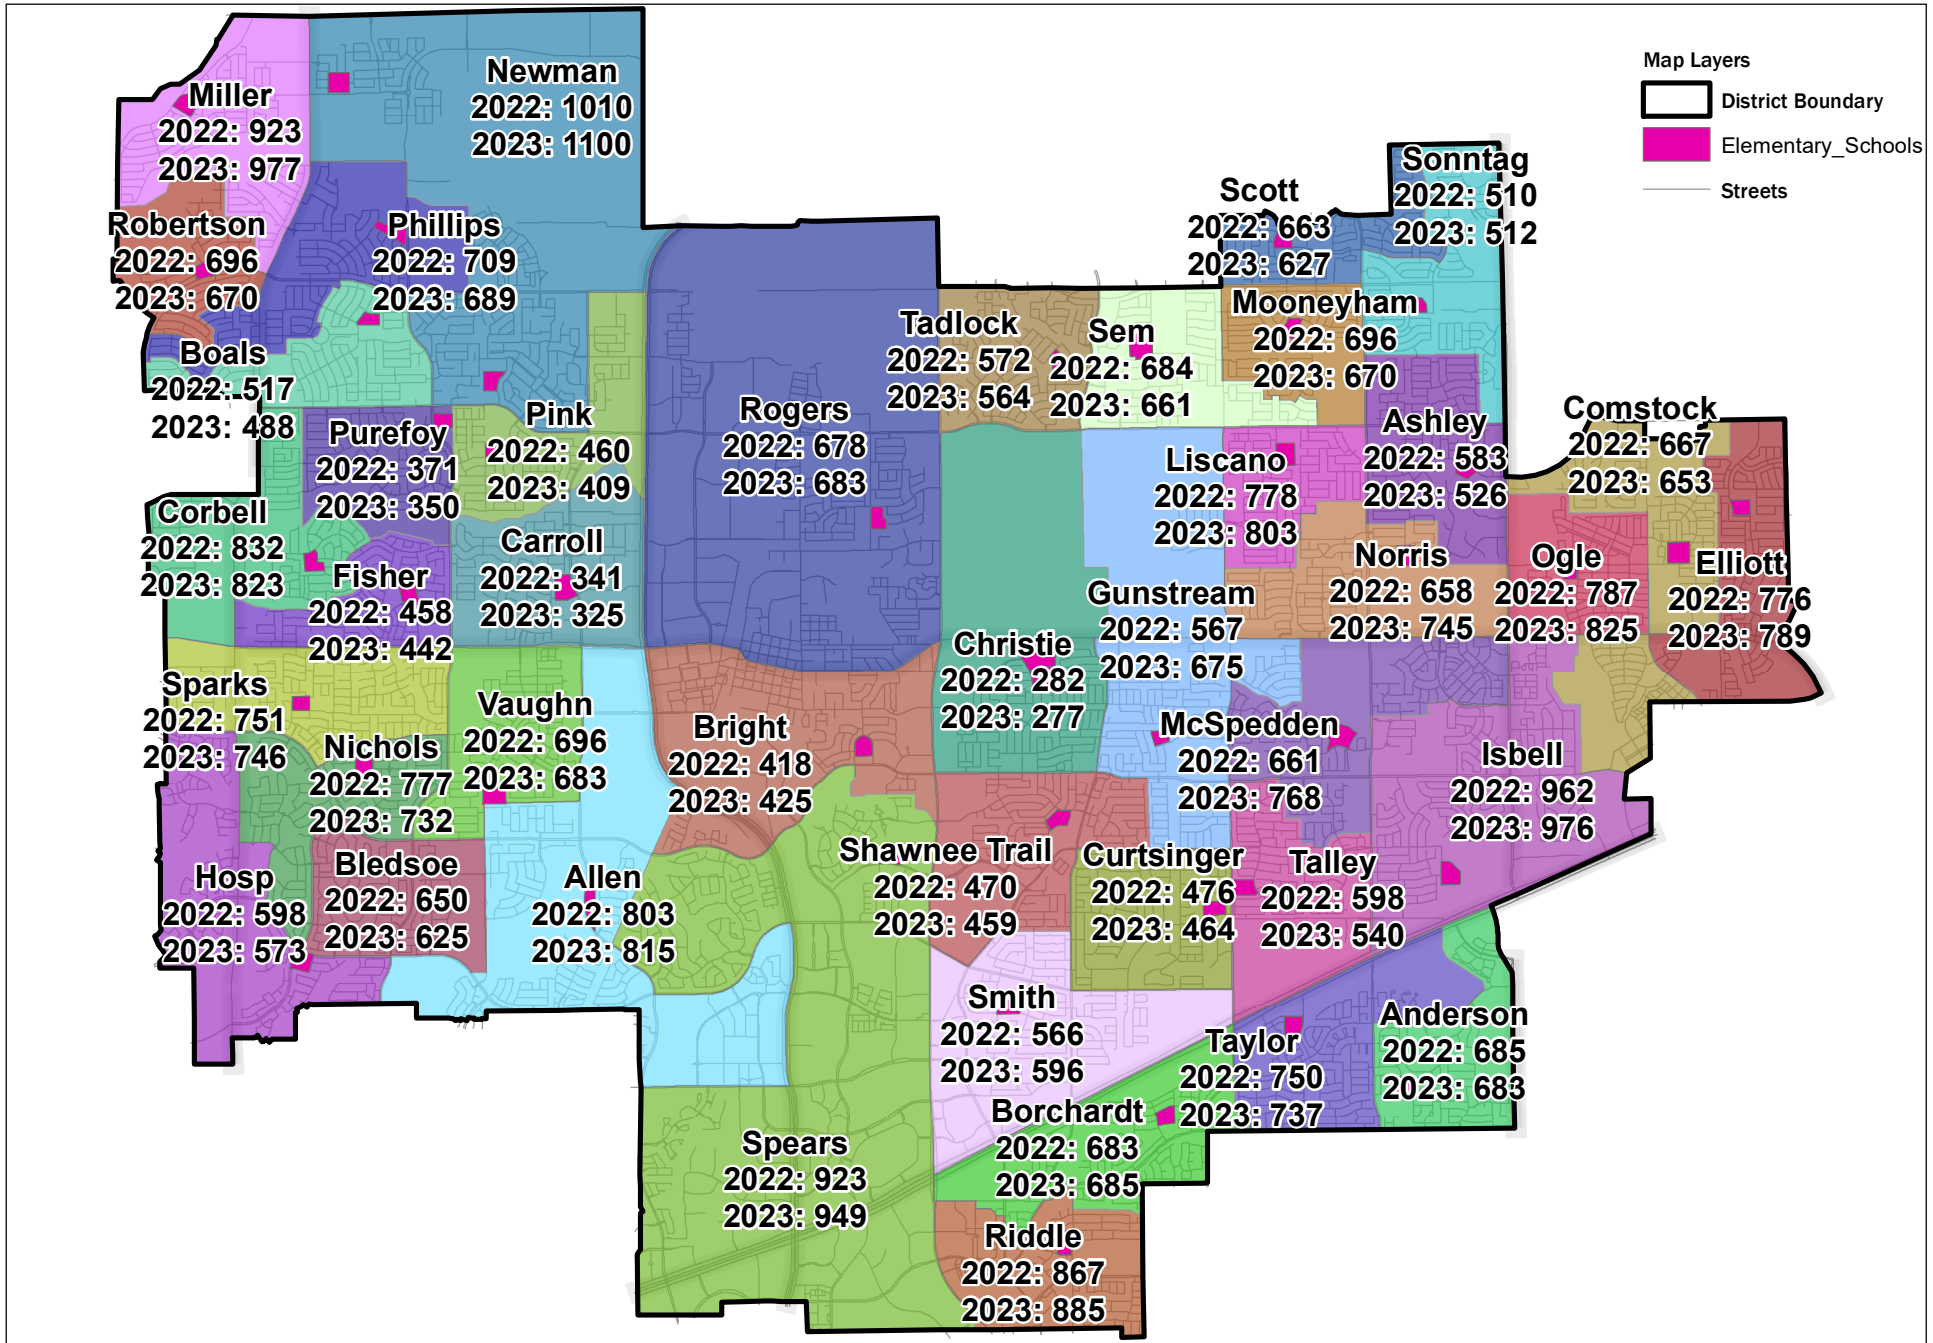 Map Layers
District Boundary
Elementary_Schools
Streets
Miller
2022: 923
2023: 977
Newman
2022: 1010
2023: 1100
Robertson
2022: 696
2023: 670
Phillips
2022: 709
2023: 689
Boals
2022: 517
2023: 488
Purefoy
2022: 371
2023: 350
Pink
2022: 460
2023: 409
Rogers
2022: 678
2023: 683
Tadlock
2022: 572
2023: 564
Sem
2022: 684
2023: 661
Scott
2022: 663
2023: 627
Sonntag
2022: 510
2023: 512
Mooneyham
2022: 696
2023: 670
Ashley
2022: 583
2023: 526
Comstock
2022: 667
2023: 653
Liscano
2022: 778
2023: 803
Corbell
2022: 832
2023: 823
Fisher
2022: 458
2023: 442
Carroll
2022: 341
2023: 325
Norris
2022: 658
2023: 745
Ogle
2022: 787
2023: 825
Elliott
2022: 776
2023: 789
Gunstream
2022: 567
2023: 675
Christie
2022: 282
2023: 277
Sparks
2022: 751
2023: 746
Nichols
2022: 777
2023: 732
Vaughn
2022: 696
2023: 683
Bright
2022: 418
2023: 425
McSpedden
2022: 661
2023: 768
Isbell
2022: 962
2023: 976
Hosp
2022: 598
2023: 573
Bledsoe
2022: 650
2023: 625
Allen
2022: 803
2023: 815
Shawnee Trail
2022: 470
2023: 459
Curtsinger
2022: 476
2023: 464
Talley
2022: 598
2023: 540
Smith
2022: 566
2023: 596
Taylor
2022: 750
2023: 737
Anderson
2022: 685
2023: 683
Borchardt
2022: 683
2023: 685
Spears
2022: 923
2023: 949
Riddle
2022: 867
2023: 885